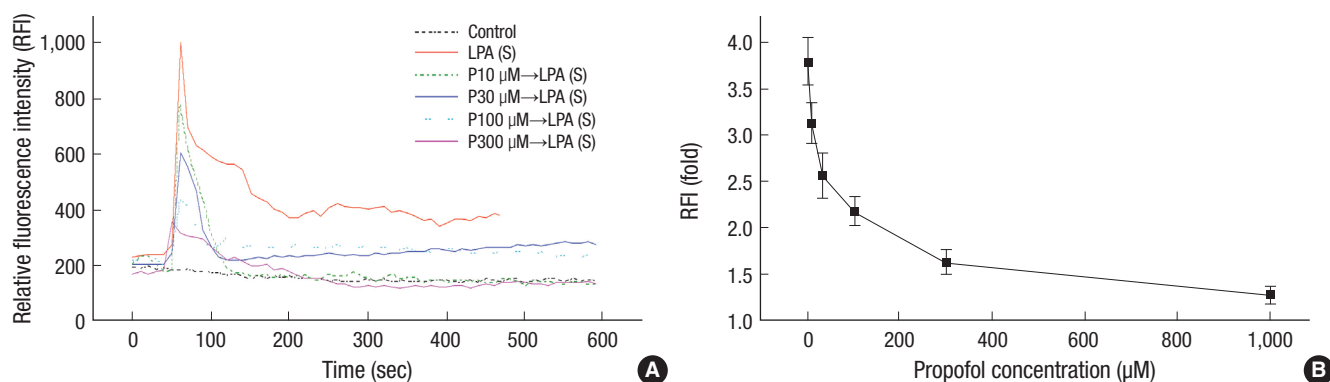 Relative fluorescence intensity (RFI)
1,000
800
600
400
200
0
0 100 200 300 400 500 600
Time (sec)
Control
LPA (S)
P10 µM→LPA (S)
P30 µM→LPA (S)
P100 µM→LPA (S)
P300 µM→LPA (S)
A
RFI (fold)
4.0
3.5
3.0
2.5
2.0
1.5
1.0
0 200 400 600 800 1,000
Propofol concentration (µM)
B